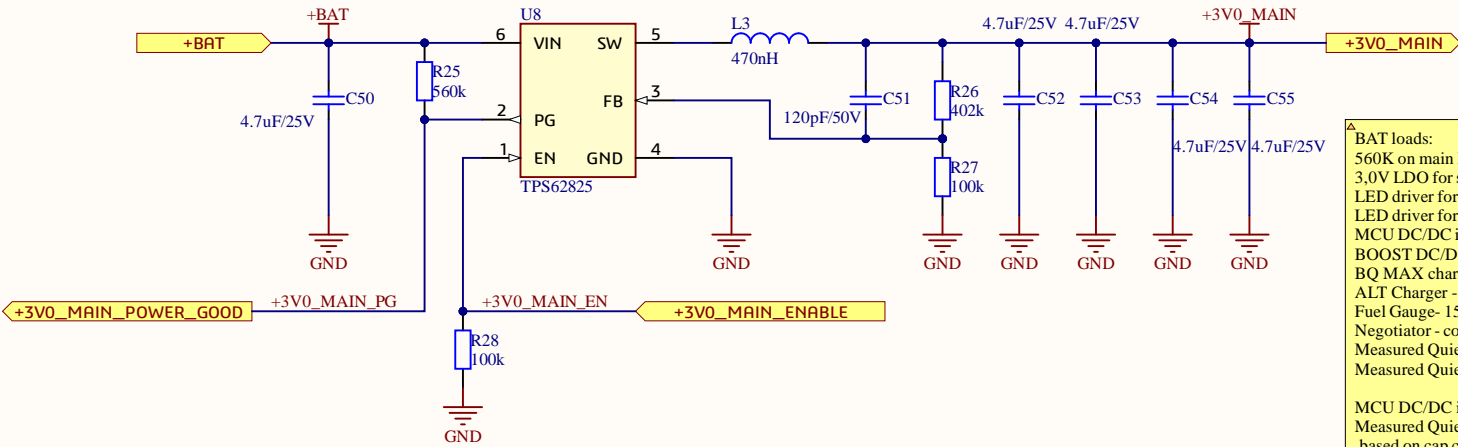 +BAT
U8
4.7uF/25V 4.7uF/25V
+3V0_MAIN
+BAT
6 VIN SW 5
L3
470nH
+3V0_MAIN
R25
560k
C50
4.7uF/25V
FB 3
C51
120pF/50V
R26
402k
C52
C53
C54
C55
2 PG
1 EN GND 4
TPS62825
4.7uF/25V 4.7uF/25V
R27
100k
GND
GND
GND
GND
GND
GND
GND
+3V0_MAIN_POWER_GOOD
+3V0_MAIN_PG
+3V0_MAIN_EN
+3V0_MAIN_ENABLE
R28
100k
GND
BAT loads:
560K on main
3,0V LDO for
LED driver for
LED driver for
MCU DC/DC
BOOST DC/D
BQ MAX char
ALT Charger -
Fuel Gauge- 15
Negotiator - co
Measured Quie
Measured Quie
MCU DC/DC
Measured Quie
based on cap